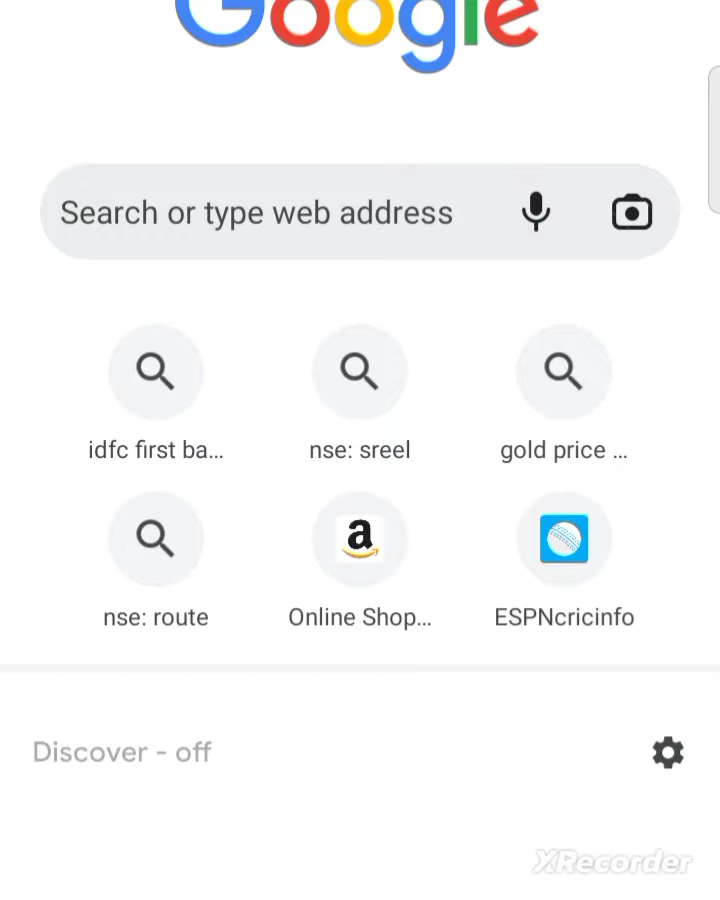 Google
Search or type web address
idfc first ba...
nse: sreel
gold price ...
nse: route
a
Online Shop...
ESPNcricinfo
Discover - off
XRecorder